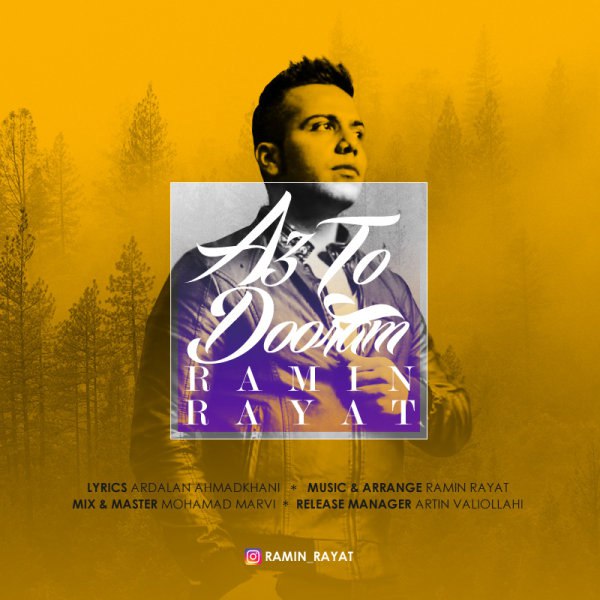 Az To
Dooram
RAMIN
RAYAT
LYRICS ARDALAN AHMADKHANI * MUSIC & ARRANGE RAMIN RAYAT
MIX & MASTER MOHAMAD MARVI * RELEASE MANAGER ARTIN VALIOLLAHI
RAMIN_RAYAT